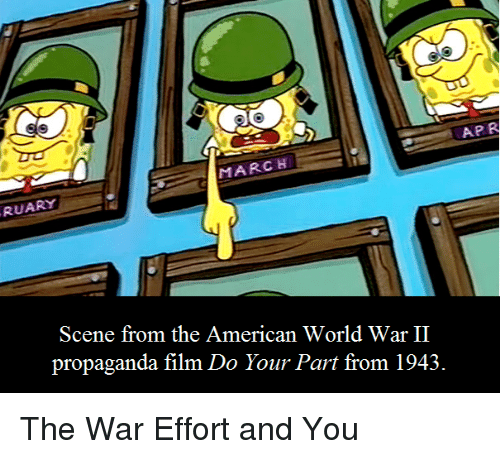 APR
MARCH
RUARY
Scene from the American World War II
propaganda film Do Your Part from 1943.
The War Effort and You